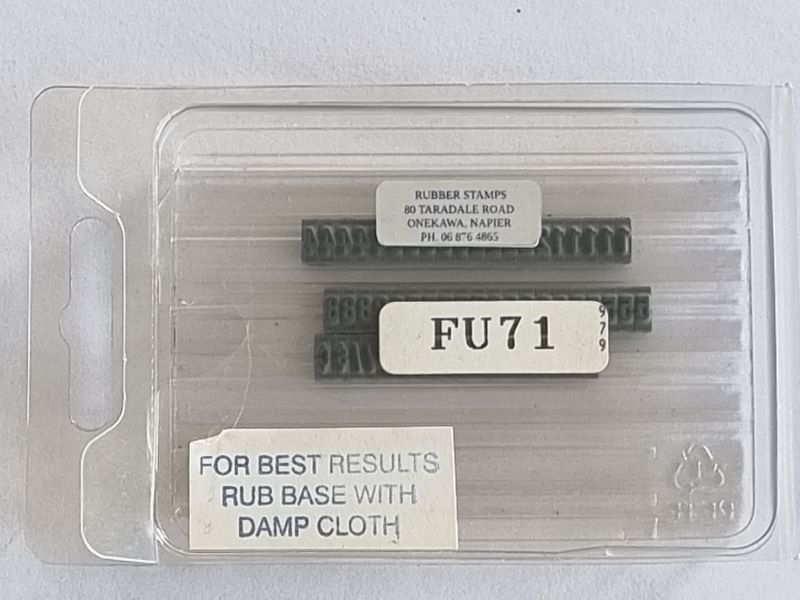 RUBBER STAMPS
80 TARADALE ROAD
ONEKAWA, NAPIER
PH. 06 876 4865
FU71
979
FOR BEST RESULTS
RUB BASE WITH
DAMP CLOTH